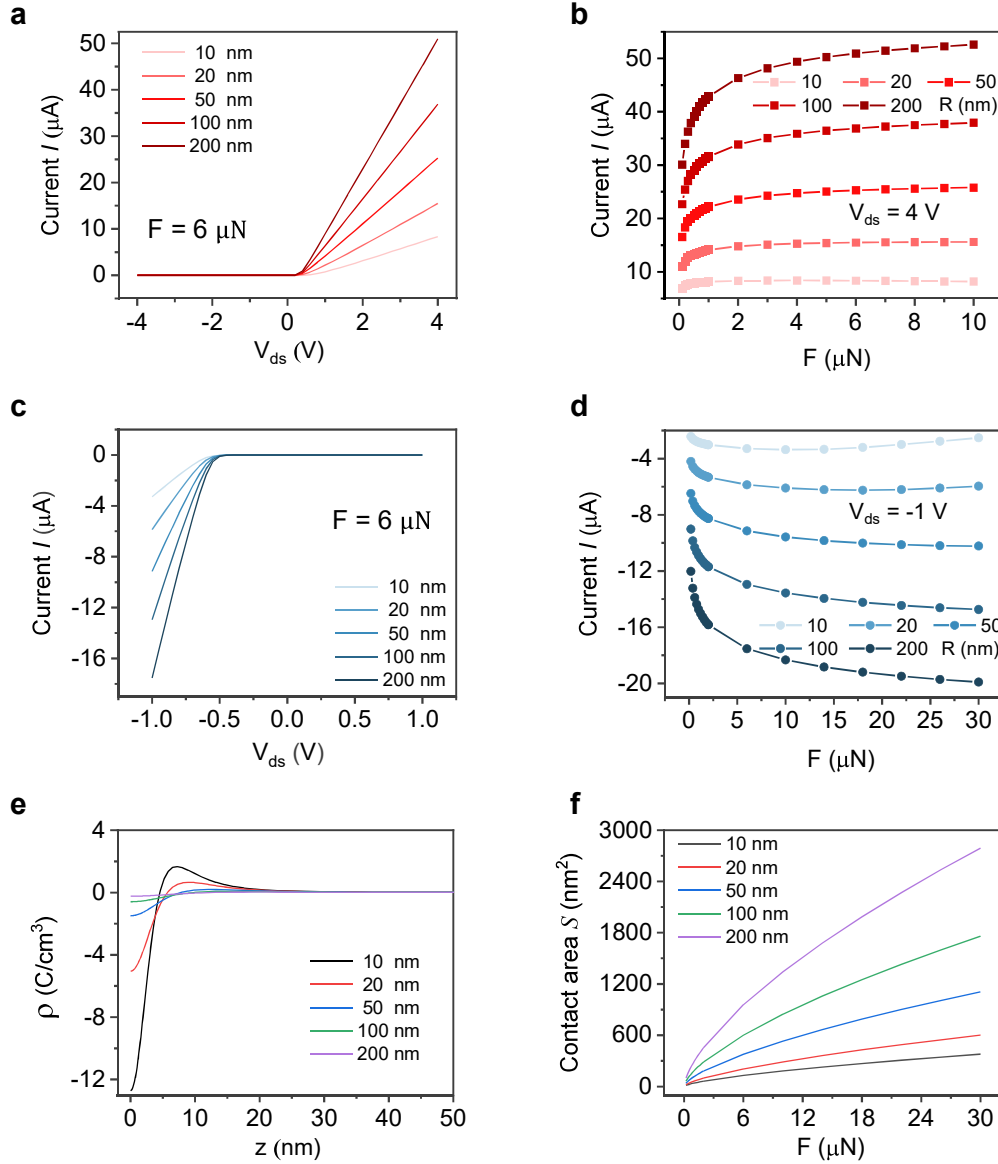 a
50
40
30
20
10
0
Current I (μA)
10 nm
20 nm
50 nm
100 nm
200 nm
F = 6 μN
-4 -2 0 2 4
V_ds (V)
b
50
40
30
20
10
Current I (μA)
10 20 50
100 200 R (nm)
V_ds = 4 V
0 2 4 6 8 10
F (μN)
c
0
-4
-8
-12
-16
Current I (μA)
F = 6 μN
10 nm
20 nm
50 nm
100 nm
200 nm
-1.0 -0.5 0.0 0.5 1.0
V_ds (V)
d
-4
-8
-12
-16
-20
Current I (μA)
V_ds = -1 V
10 20 50
100 200 R (nm)
0 5 10 15 20 25 30
F (μN)
e
4
0
-4
-8
-12
ρ (C/cm³)
10 nm
20 nm
50 nm
100 nm
200 nm
0 10 20 30 40 50
z (nm)
f
3000
2400
1800
1200
600
0
Contact area S (nm²)
10 nm
20 nm
50 nm
100 nm
200 nm
0 6 12 18 24 30
F (μN)